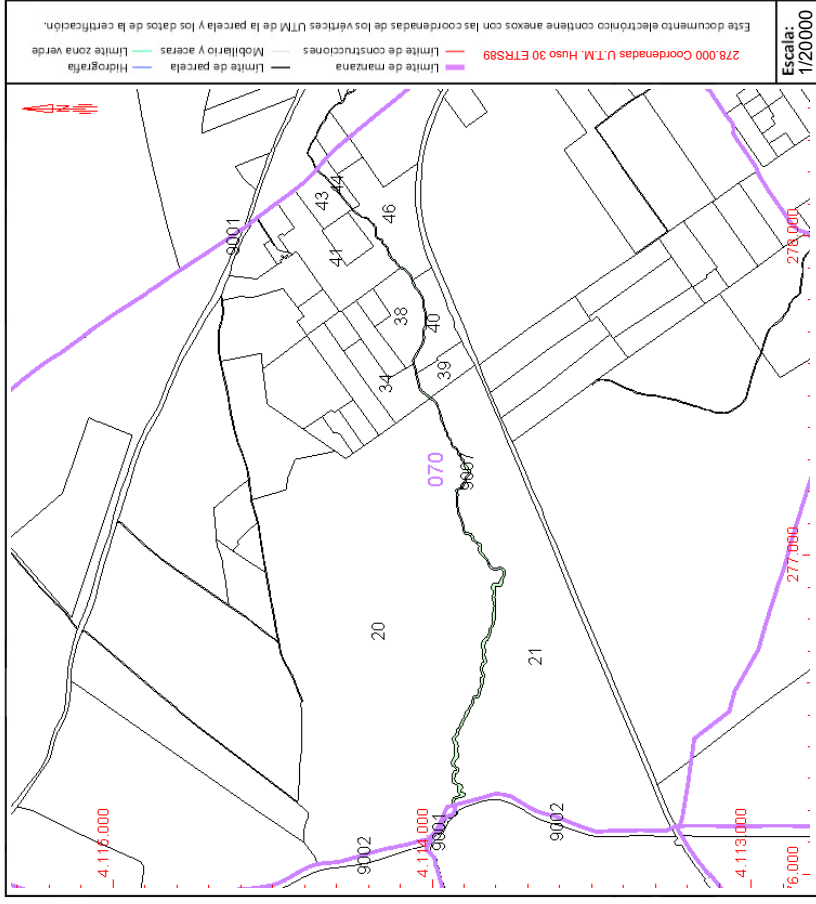 Este documento electrónico contiene anexos con las coordenadas de los vértices UTM de la parcela y los datos de la certificación.
278.000 Coordenadas U.T.M. Huso 30 ETRS89
Límite de manzana
Límite de construcciones
Límite de parcela
Mobiliario y aceras
Hidrografía
Límite zona verde
Escala:
1/20000
9001
43
44
46
41
38
40
34
39
278.000
070
9007
277.000
20
21
4.115.000
9002
4.114.000
9001
9002
4.113.000
6.000